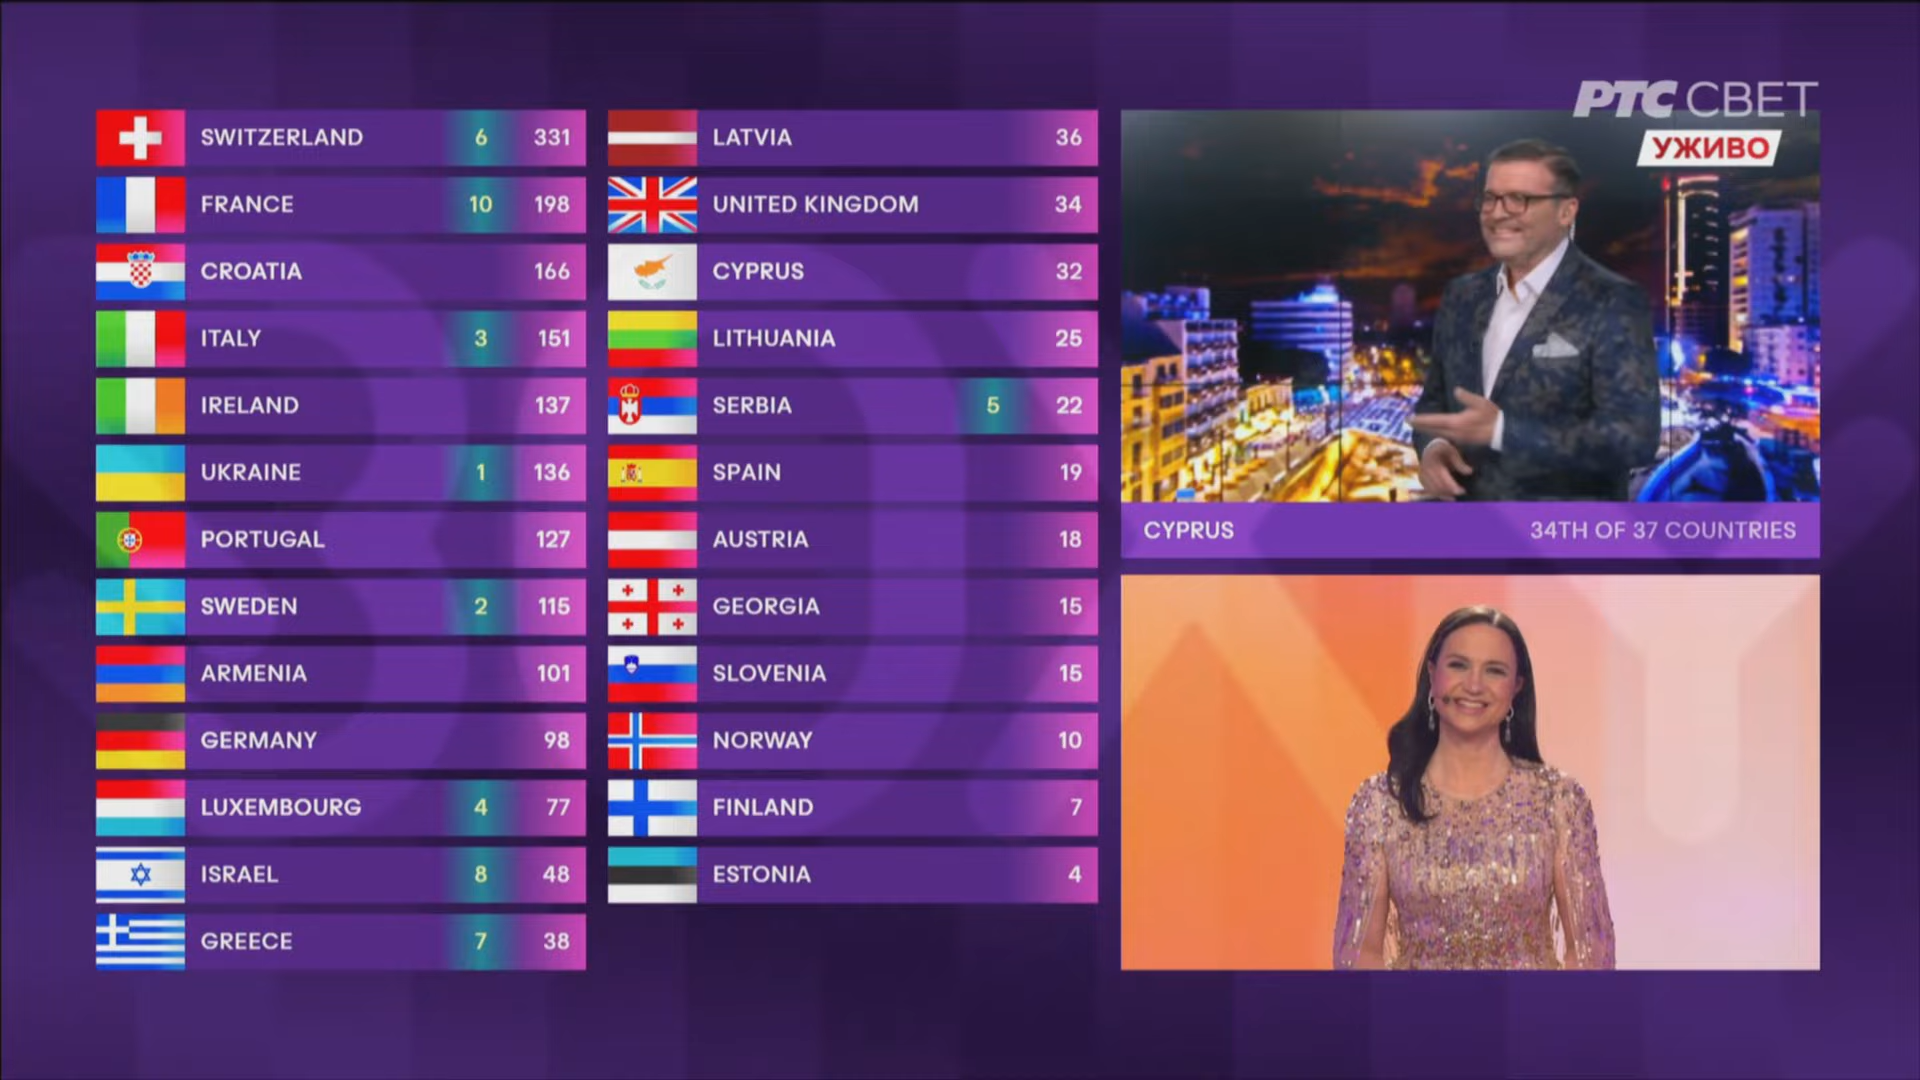 SWITZERLAND 6 331
FRANCE 10 198
CROATIA 166
ITALY 3 151
IRELAND 137
UKRAINE 1 136
PORTUGAL 127
SWEDEN 2 115
ARMENIA 101
GERMANY 98
LUXEMBOURG 4 77
ISRAEL 8 48
GREECE 7 38
LATVIA 36
UNITED KINGDOM 34
CYPRUS 32
LITHUANIA 25
SERBIA 5 22
SPAIN 19
AUSTRIA 18
GEORGIA 15
SLOVENIA 15
NORWAY 10
FINLAND 7
ESTONIA 4
РТС СВЕТ
УЖИВО
CYPRUS 34TH OF 37 COUNTRIES